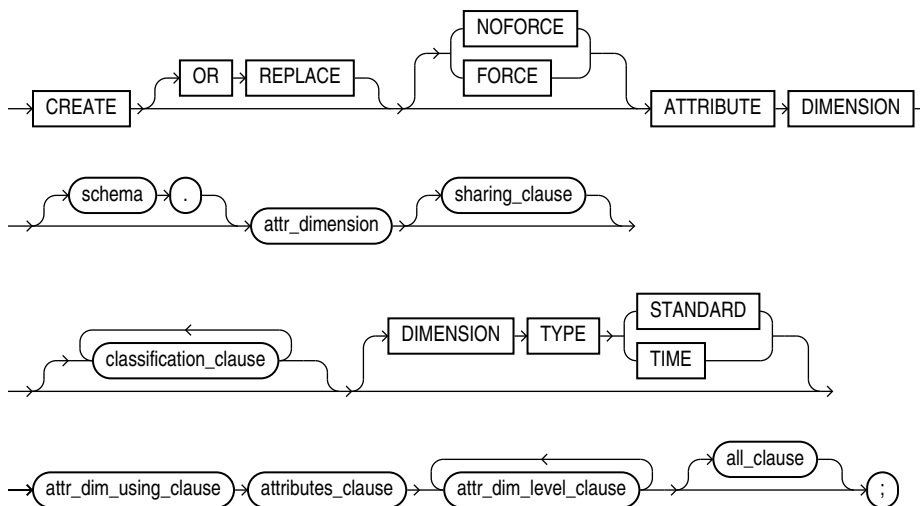 CREATE OR REPLACE NOFORCE FORCE ATTRIBUTE DIMENSION
schema . attr_dimension sharing_clause
classification_clause DIMENSION TYPE STANDARD TIME
attr_dim_using_clause attributes_clause attr_dim_level_clause all_clause ;